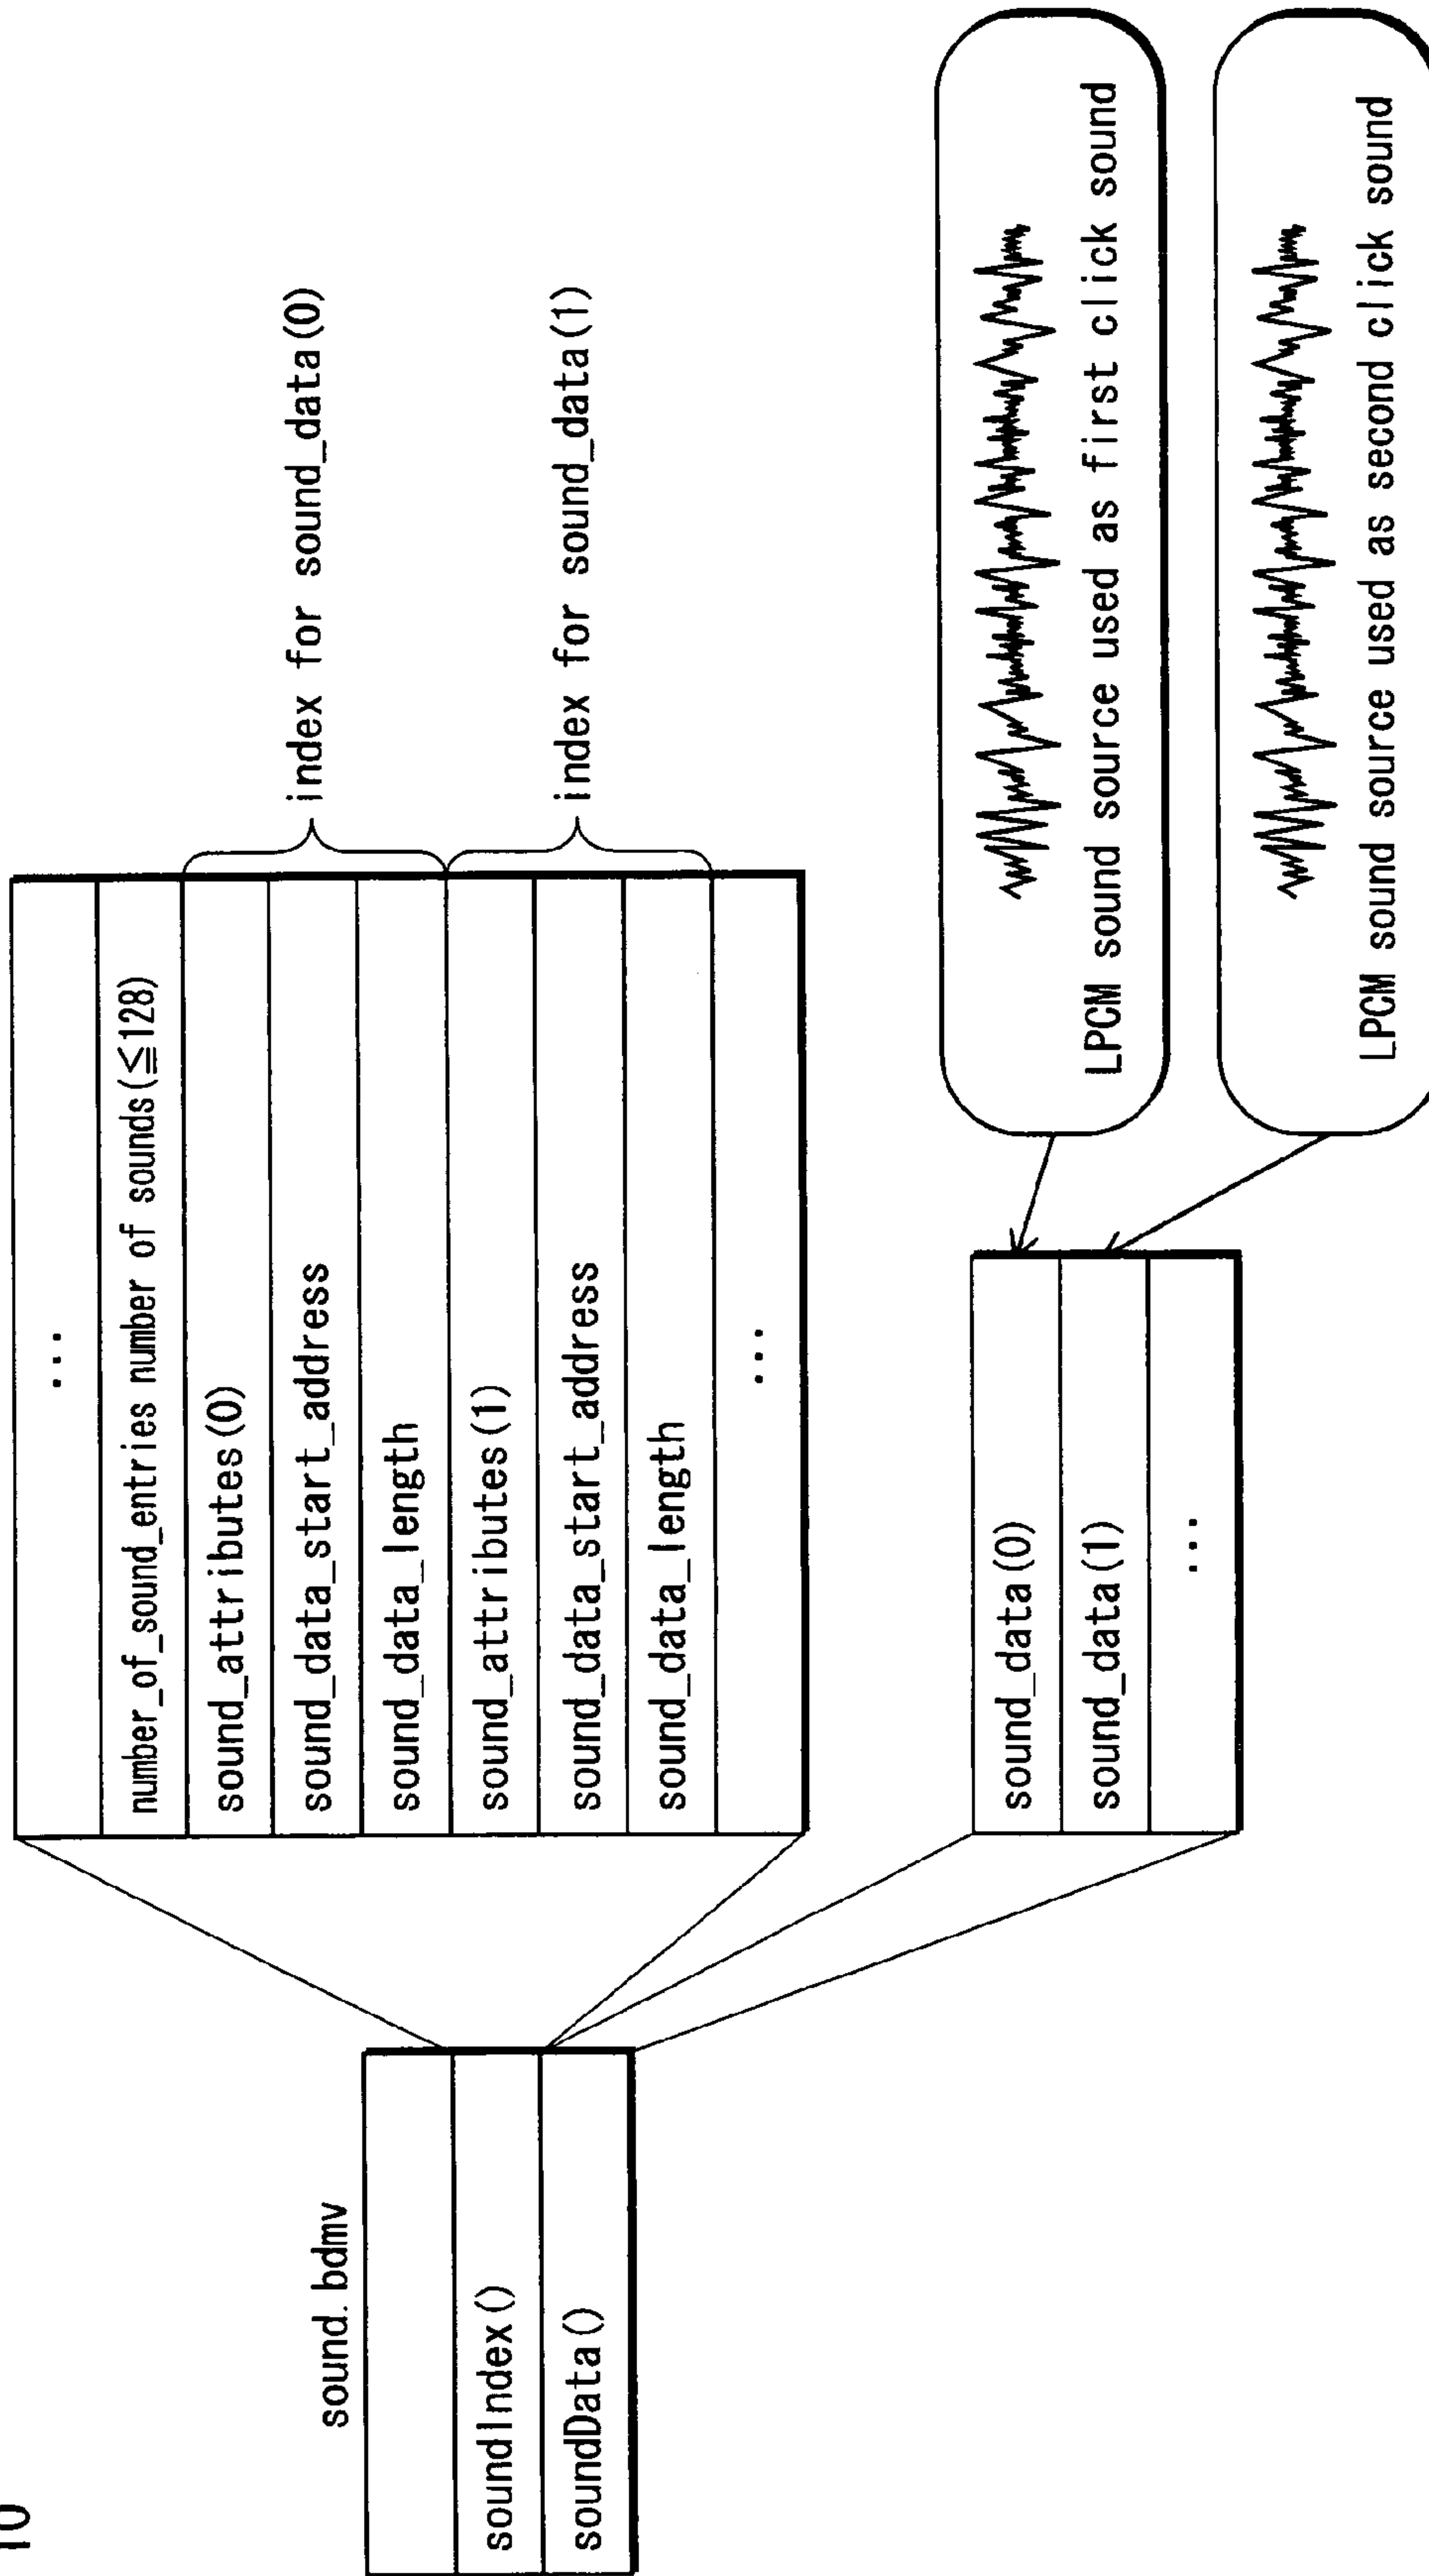 10
sound.bdmv
soundIndex()
soundData()
...
number_of_sound_entries number of sounds(≦128)
sound_attributes(0)
sound_data_start_address
sound_data_length
sound_attributes(1)
sound_data_start_address
sound_data_length
...
index for sound_data(0)
index for sound_data(1)
sound_data(0)
sound_data(1)
...
LPCM sound source used as first click sound
LPCM sound source used as second click sound